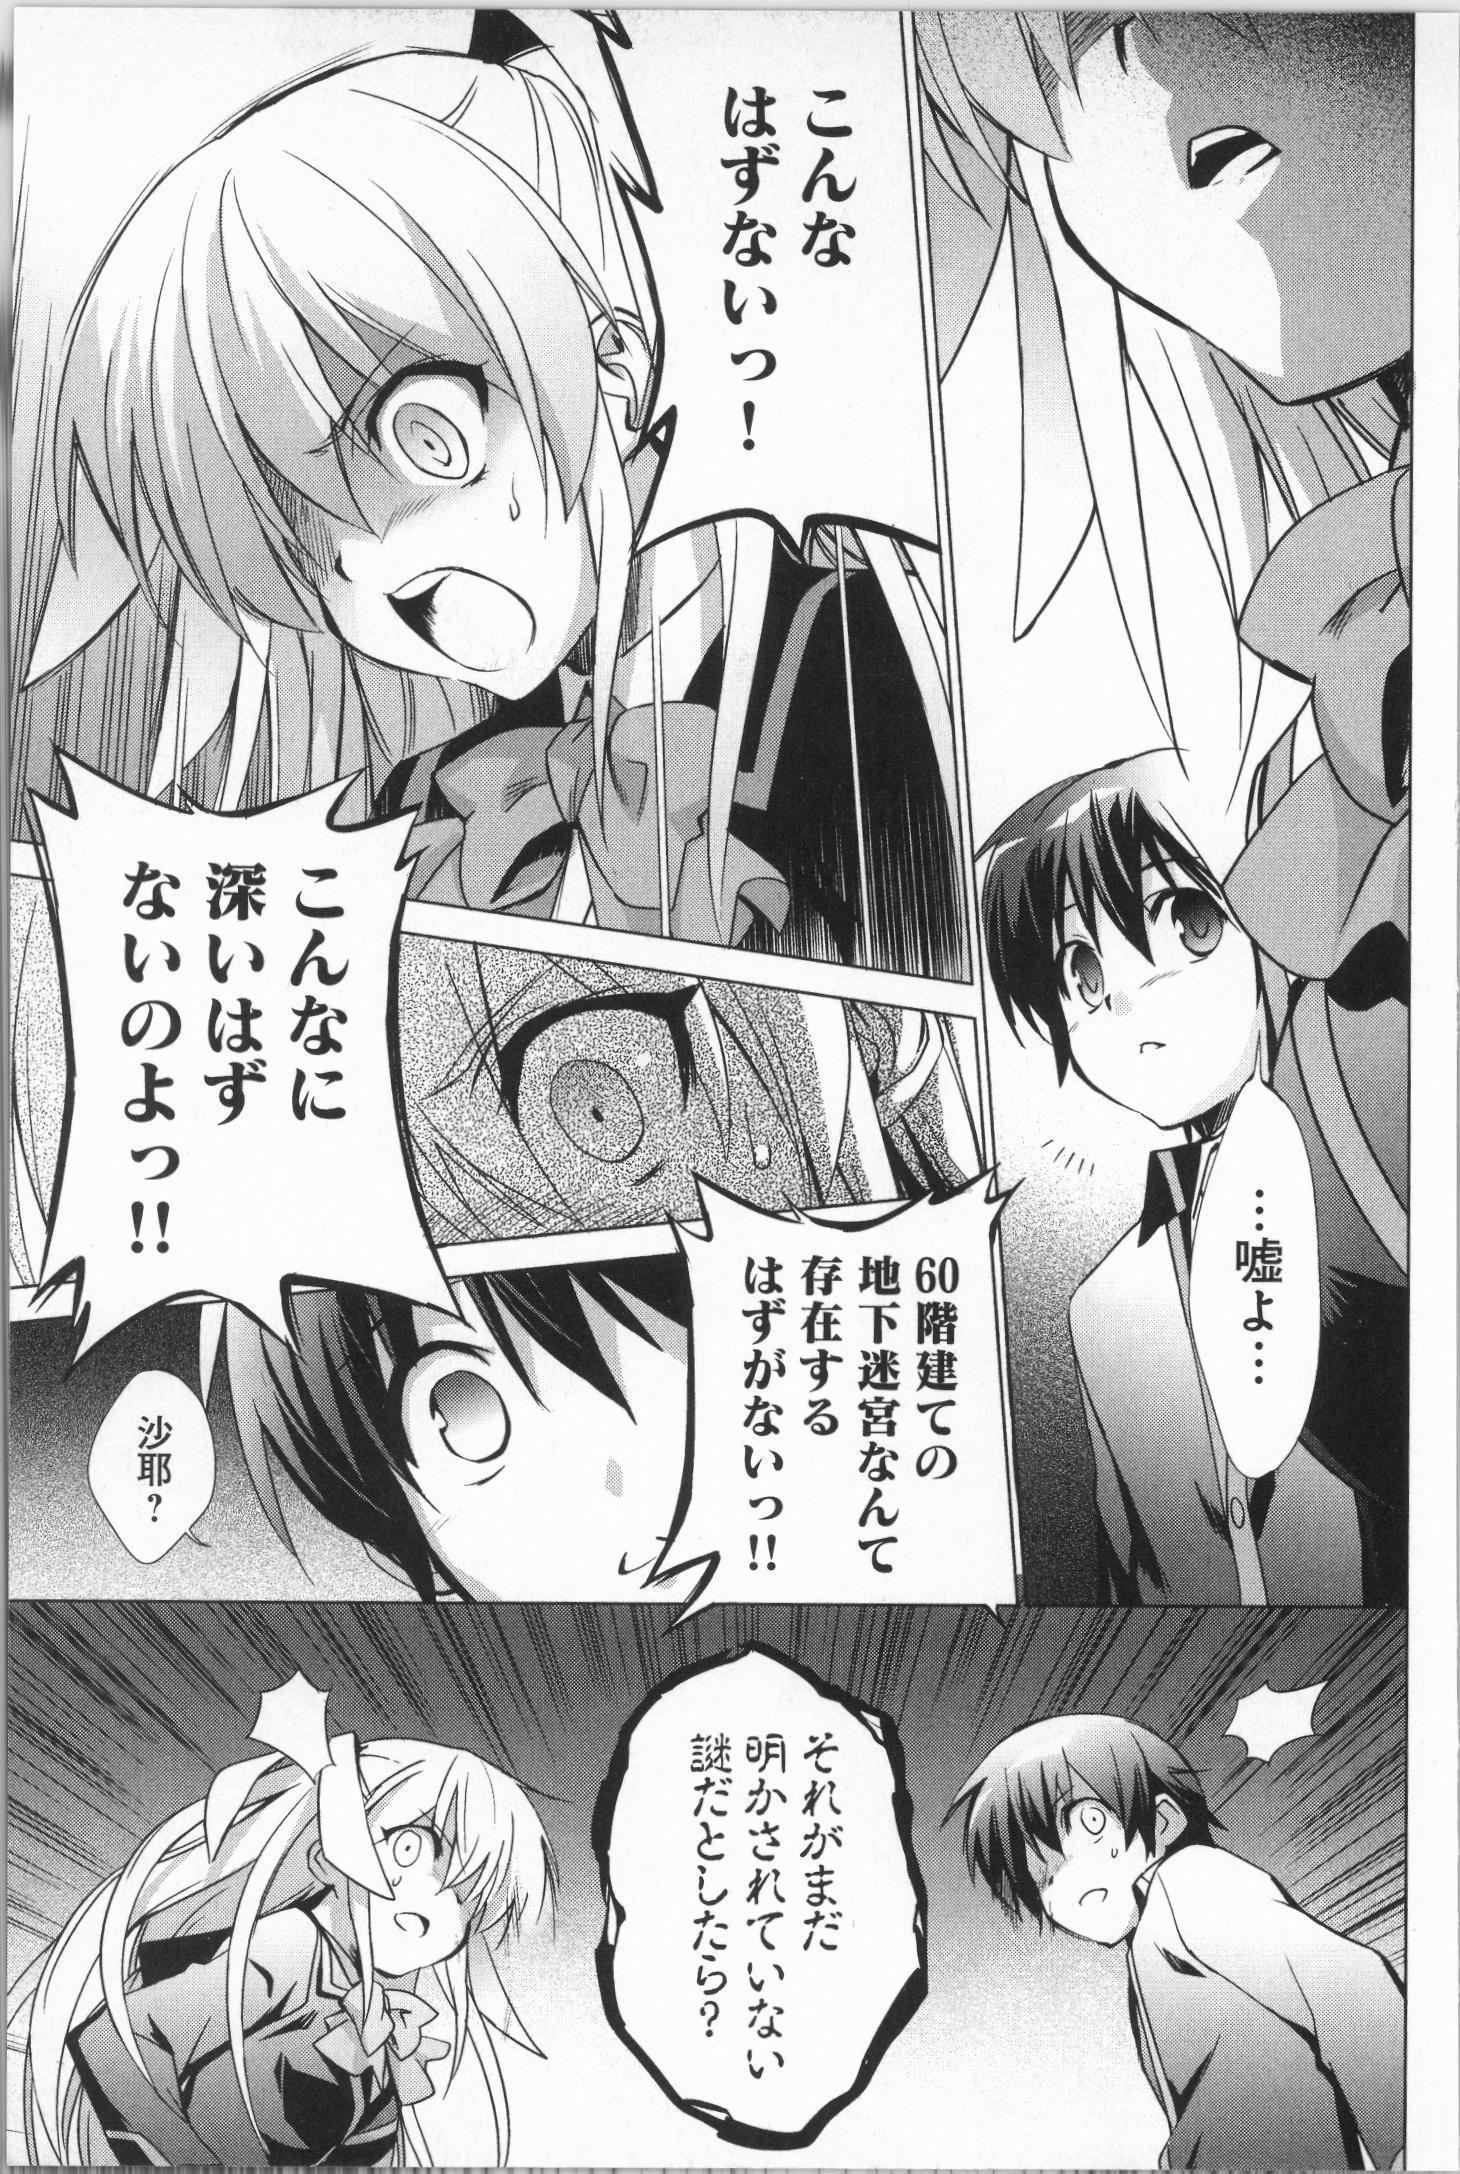 …嘘よ…
こんな
はずないっ！
こんなに
深いはず
ないのよっ!!
60階建ての
地下迷宮なんて
存在する
はずがないっ!!
沙耶？
それがまだ
明かされていない
謎だとしたら？